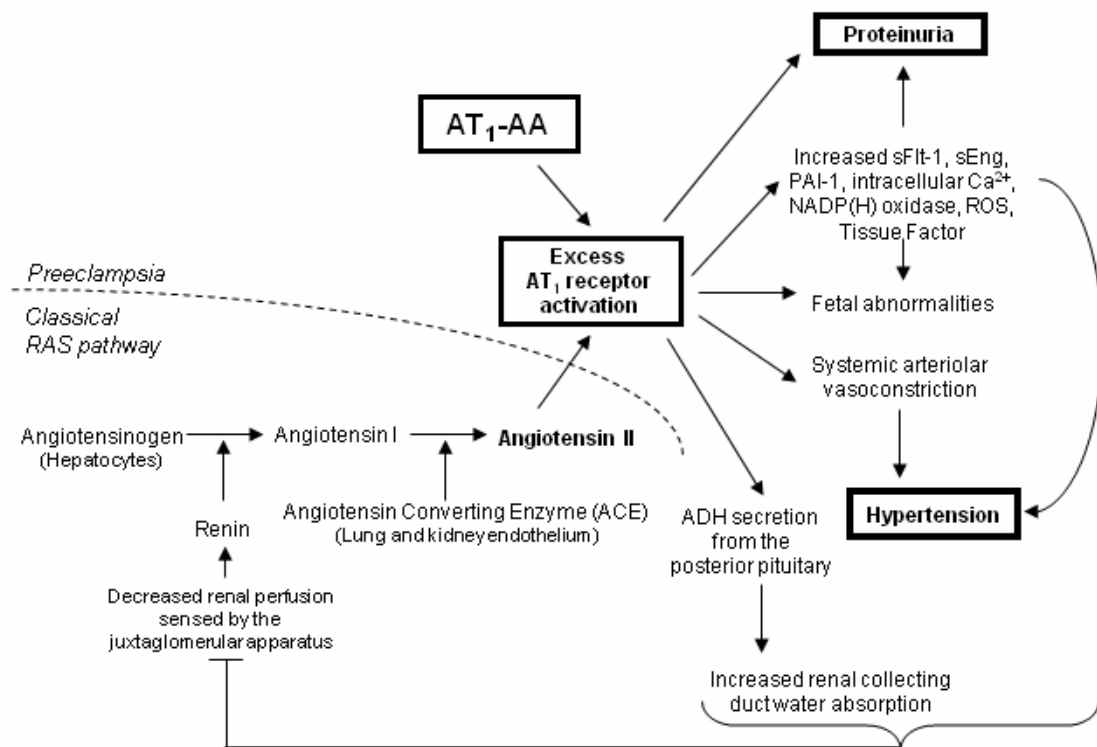 Proteinuria
AT1-AA
Increased sFlt-1, sEng,
PAI-1, intracellular Ca2+,
NADP(H) oxidase, ROS,
Tissue Factor
Excess
AT1 receptor
activation
Preeclampsia
Classical
RAS pathway
Fetal abnormalities
Systemic arteriolar
vasoconstriction
Angiotensinogen
(Hepatocytes)
Angiotensin I
Angiotensin II
Angiotensin Converting Enzyme (ACE)
(Lung and kidney endothelium)
Renin
ADH secretion
from the
posterior pituitary
Hypertension
Decreased renal perfusion
sensed by the
juxtaglomerular apparatus
Increased renal collecting
duct water absorption